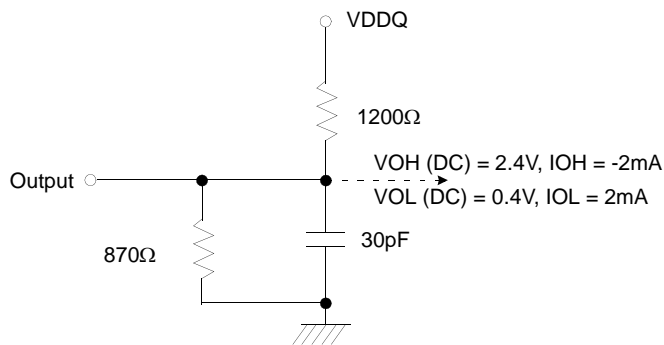 VDDQ
1200Ω
VOH (DC) = 2.4V, IOH = -2mA
Output
VOL (DC) = 0.4V, IOL = 2mA
870Ω
30pF